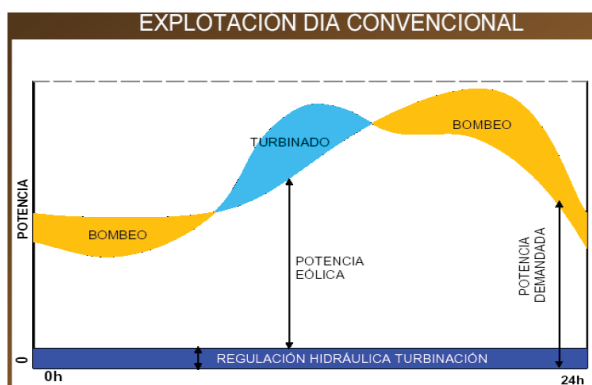 EXPLOTACIÓN DIA CONVENCIONAL
TURBINADO
BOMBEO
BOMBEO
POTENCIA
POTENCIA
EÓLICA
POTENCIA
DEMANDADA
0
REGULACIÓN HIDRÁULICA TURBINACIÓN
0h
24h